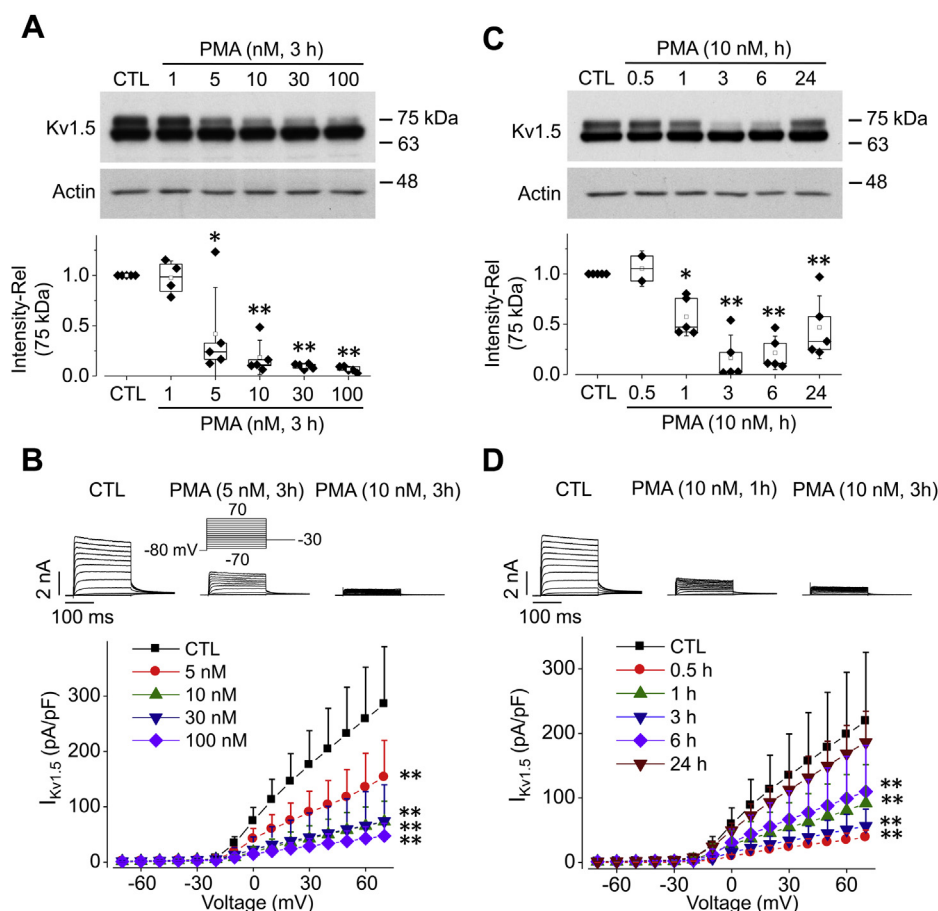 A
PMA (nM, 3 h)
CTL 1 5 10 30 100
Kv1.5
75 kDa
63
Actin
48
* ** ** **
Intensity-Rel
(75 kDa)
1.0
0.5
0.0
CTL 1 5 10 30 100
PMA (nM, 3 h)
C
PMA (10 nM, h)
CTL 0.5 1 3 6 24
Kv1.5
75 kDa
63
Actin
48
* ** ** **
Intensity-Rel
(75 kDa)
1.0
0.5
0.0
CTL 0.5 1 3 6 24
PMA (10 nM, h)
B
CTL PMA (5 nM, 3h) PMA (10 nM, 3h)
70
-80 mV
-30
-70
2 nA
100 ms
CTL
5 nM
10 nM
30 nM
100 nM
I Kv1.5 (pA/pF)
300
200
100
0
**
**
**
**
-60 -30 0 30 60
Voltage (mV)
D
CTL PMA (10 nM, 1h) PMA (10 nM, 3h)
2 nA
100 ms
CTL
0.5 h
1 h
3 h
6 h
24 h
I Kv1.5 (pA/pF)
300
200
100
0
**
**
**
**
-60 -30 0 30 60
Voltage (mV)